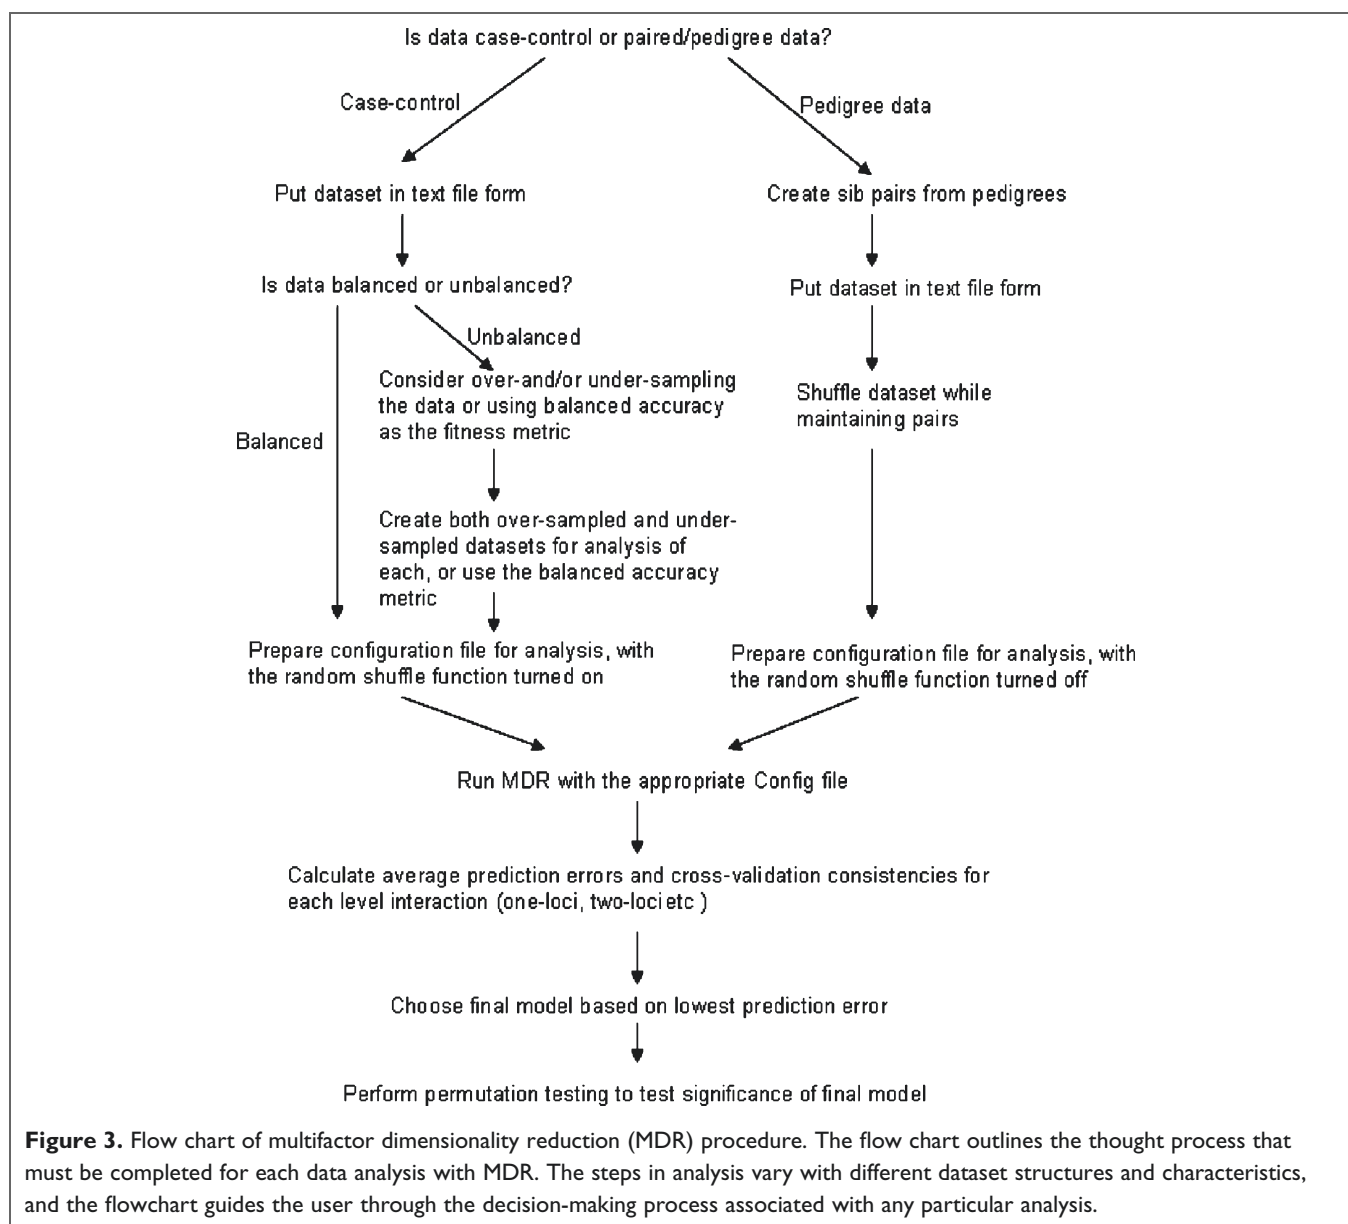 Is data case-control or paired/pedigree data?
Case-control
Pedigree data
Put dataset in text file form
Create sib pairs from pedigrees
Is data balanced or unbalanced?
Put dataset in text file form
Unbalanced
Consider over-and/or under-sampling
the data or using balanced accuracy
as the fitness metric
Shuffle dataset while
maintaining pairs
Balanced
Create both over-sampled and under-
sampled datasets for analysis of
each, or use the balanced accuracy
metric
Prepare configuration file for analysis, with
the random shuffle function turned on
Prepare configuration file for analysis, with
the random shuffle function turned off
Run MDR with the appropriate Config file
Calculate average prediction errors and cross-validation consistencies for
each level interaction (one-loci, two-loci etc )
Choose final model based on lowest prediction error
Perform permutation testing to test significance of final model
Figure 3. Flow chart of multifactor dimensionality reduction (MDR) procedure. The flow chart outlines the thought process that
must be completed for each data analysis with MDR. The steps in analysis vary with different dataset structures and characteristics,
and the flowchart guides the user through the decision-making process associated with any particular analysis.